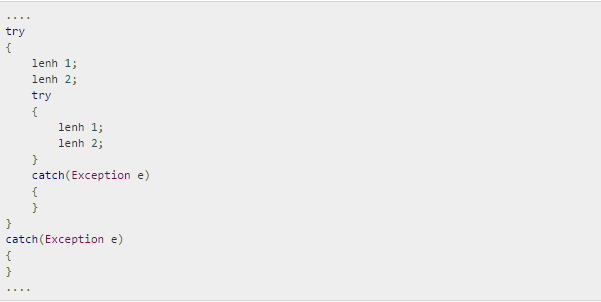 ....
try
{
    lenh 1;
    lenh 2;
    try
    {
        lenh 1;
        lenh 2;
    }
    catch(Exception e)
    {
    }
}
catch(Exception e)
{
}
....